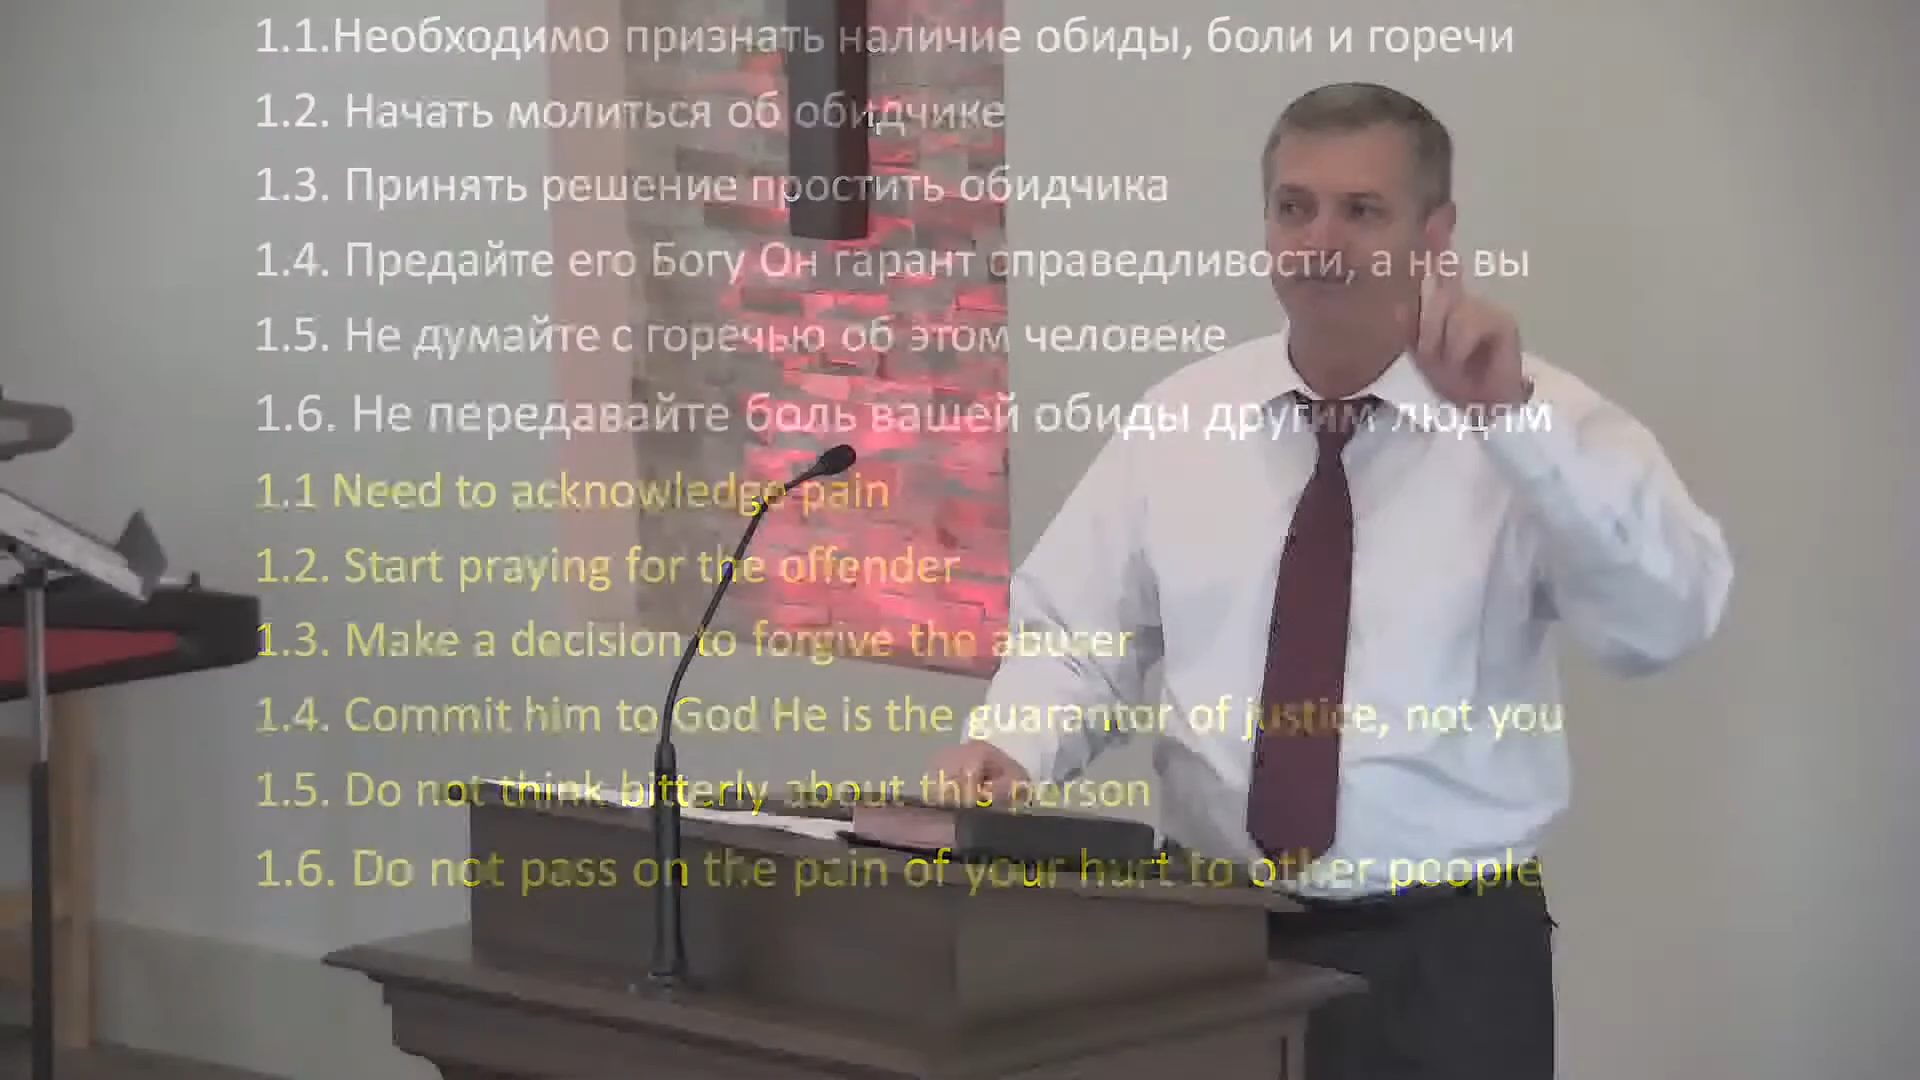 1.1.Необходимо признать наличие обиды, боли и горечи
1.2. Начать молиться об обидчике
1.3. Принять решение простить обидчика
1.4. Предайте его Богу Он гарант справедливости, а не вы
1.5. Не думайте с горечью об этом человеке
1.6. Не передавайте боль вашей обиды другим людям
1.1 Need to acknowledge pain
1.2. Start praying for the offender
1.3. Make a decision to forgive the abuser
1.4. Commit him to God He is the guarantor of justice, not you
1.5. Do not think bitterly about this person
1.6. Do not pass on the pain of your hurt to other people